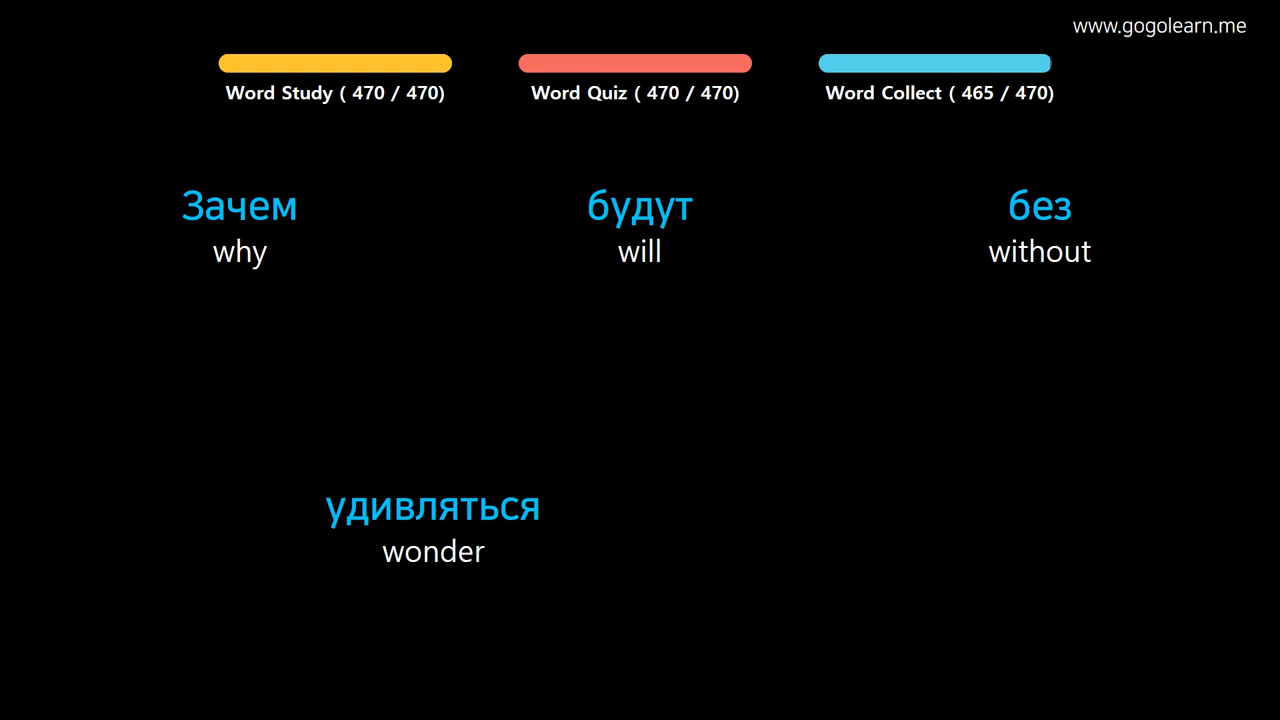 www.gogolearn.me
Word Study ( 470 / 470)
Word Quiz ( 470 / 470)
Word Collect ( 465 / 470)
Зачем
why
будут
will
без
without
удивляться
wonder